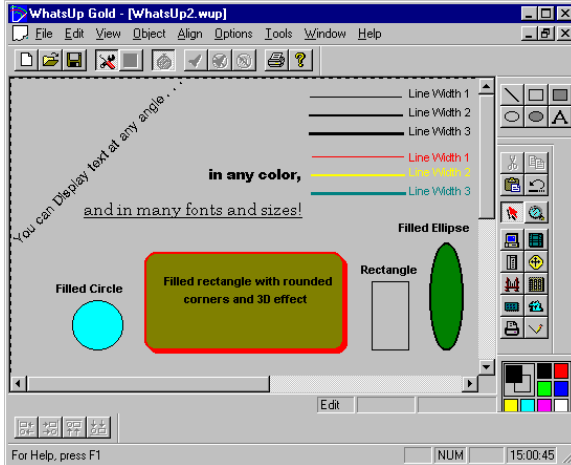 WhatsUp Gold - [WhatsUp2.wup]
File Edit View Object Align Options Tools Window Help
You can Display text at any angle . . .
Line Width 1
Line Width 2
Line Width 3
Line Width 1
Line Width 2
Line Width 3
in any color,
and in many fonts and sizes!
Filled Ellipse
Filled Circle
Filled rectangle with rounded
corners and 3D effect
Rectangle
A
Edit
For Help, press F1
NUM
15:00:45